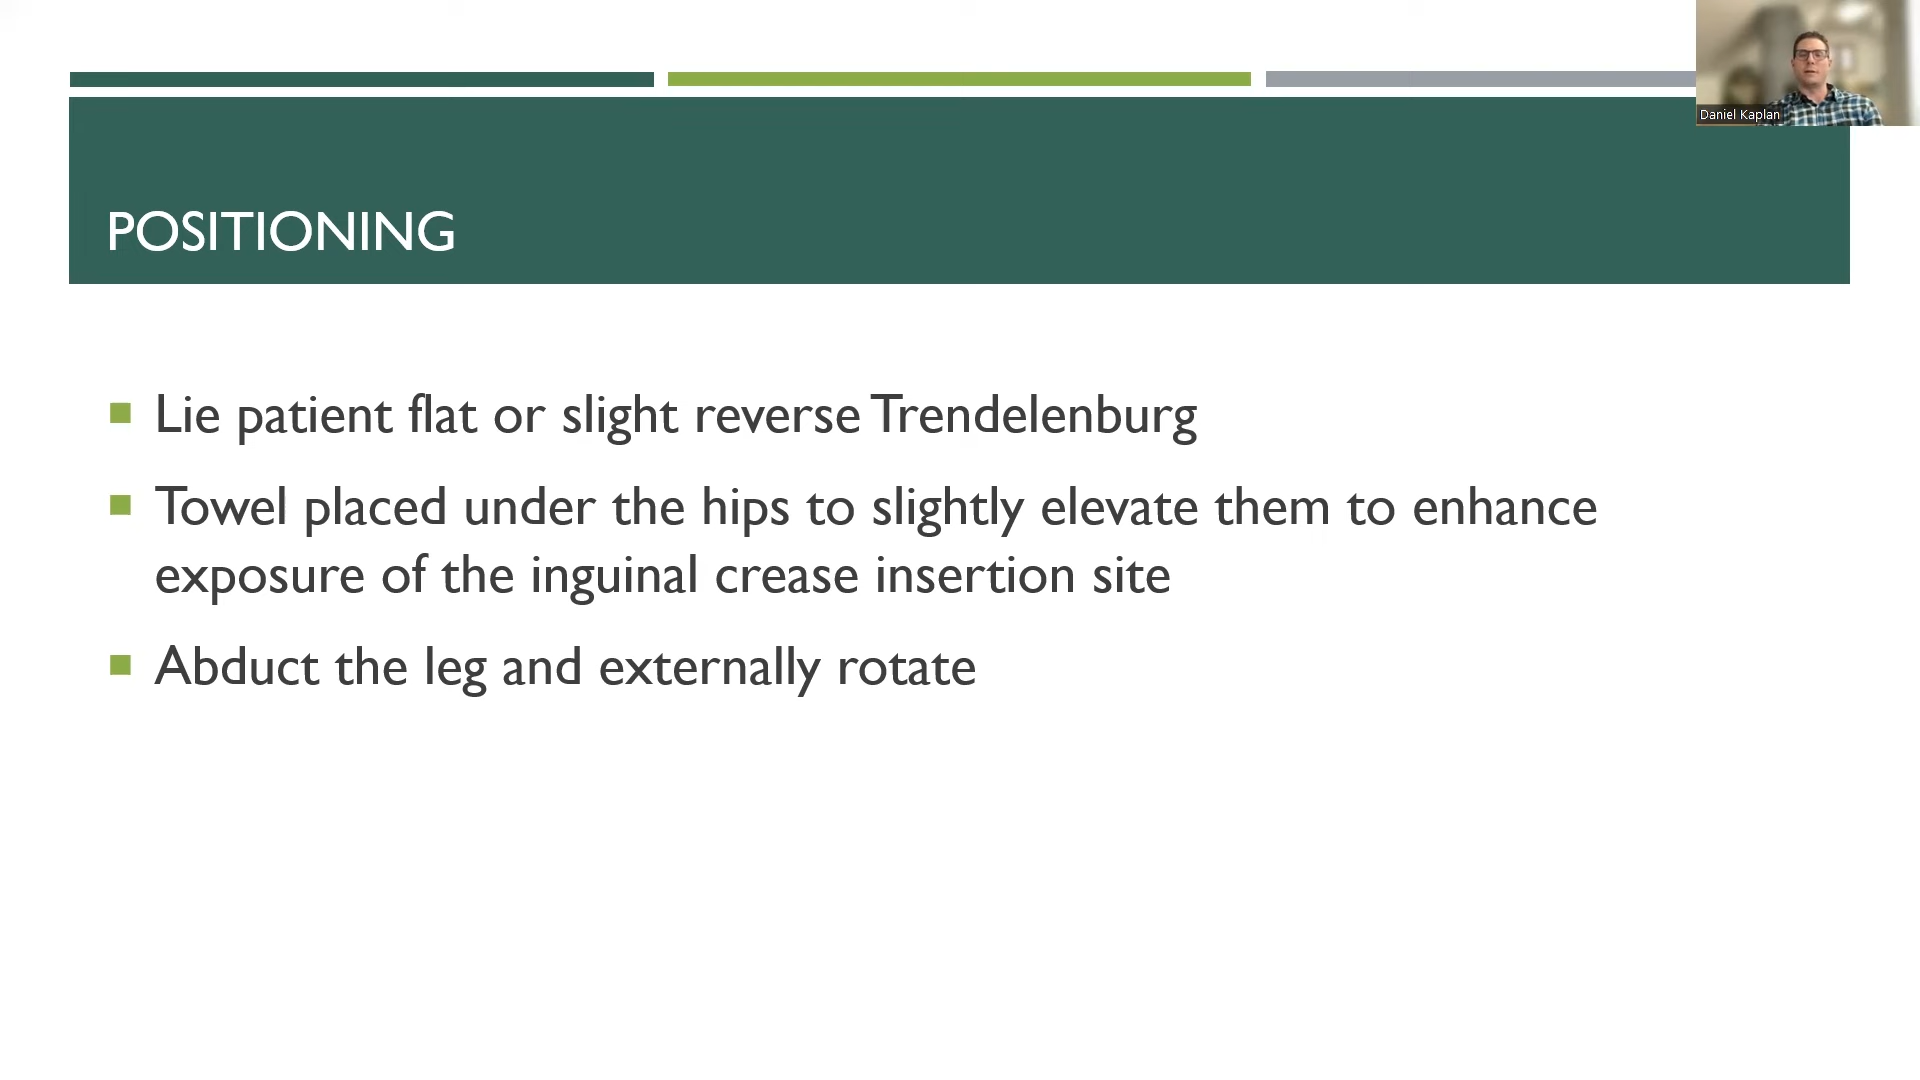 Daniel Kaplan
POSITIONING
Lie patient flat or slight reverse Trendelenburg
Towel placed under the hips to slightly elevate them to enhance
exposure of the inguinal crease insertion site
Abduct the leg and externally rotate